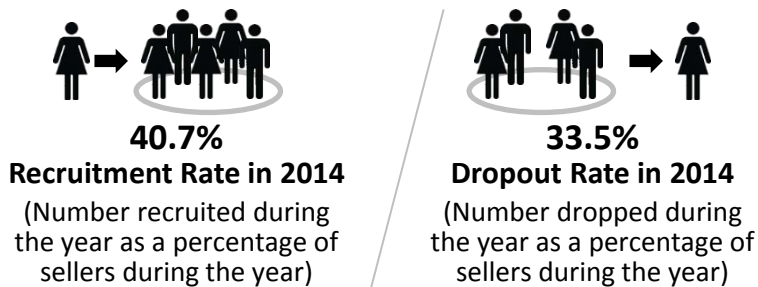 40.7%
Recruitment Rate in 2014
(Number recruited during
the year as a percentage of
sellers during the year)
33.5%
Dropout Rate in 2014
(Number dropped during
the year as a percentage of
sellers during the year)